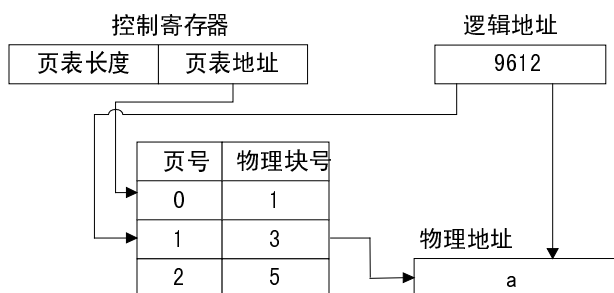 控制寄存器
逻辑地址
页表长度 页表地址
9612
页号 物理块号
0 1
1 3
2 5
物理地址
a